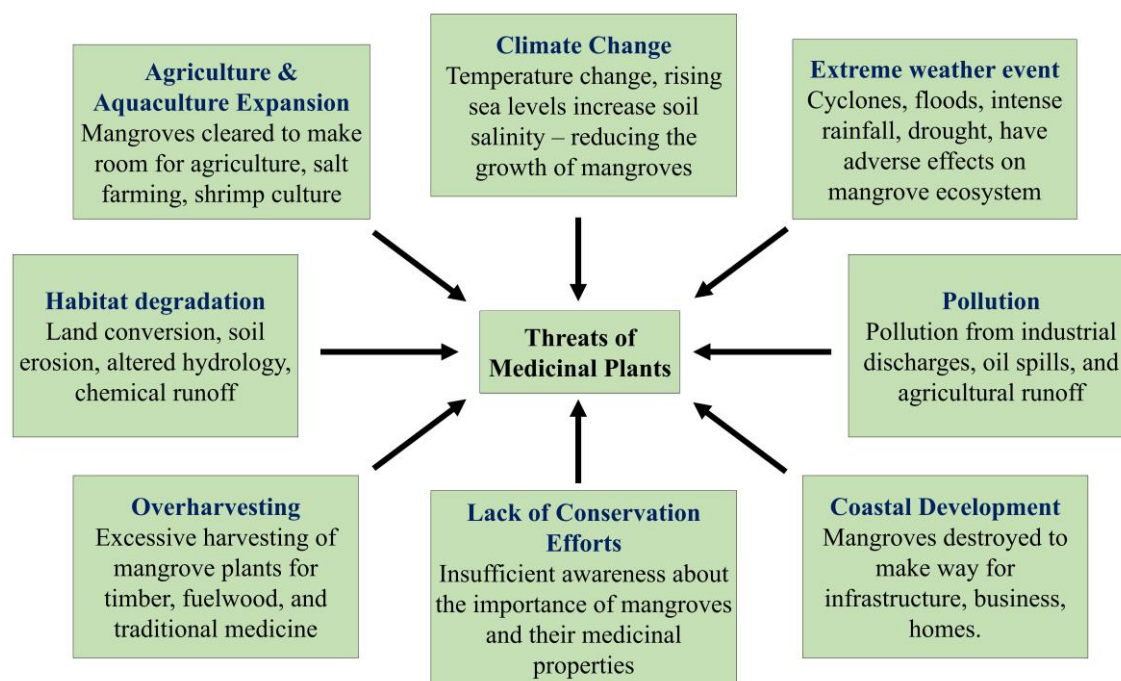 Agriculture &
Aquaculture Expansion
Mangroves cleared to make
room for agriculture, salt
farming, shrimp culture
Climate Change
Temperature change, rising
sea levels increase soil
salinity – reducing the
growth of mangroves
Extreme weather event
Cyclones, floods, intense
rainfall, drought, have
adverse effects on
mangrove ecosystem
Habitat degradation
Land conversion, soil
erosion, altered hydrology,
chemical runoff
Threats of
Medicinal Plants
Pollution
Pollution from industrial
discharges, oil spills, and
agricultural runoff
Overharvesting
Excessive harvesting of
mangrove plants for
timber, fuelwood, and
traditional medicine
Lack of Conservation
Efforts
Insufficient awareness about
the importance of mangroves
and their medicinal
properties
Coastal Development
Mangroves destroyed to
make way for
infrastructure, business,
homes.